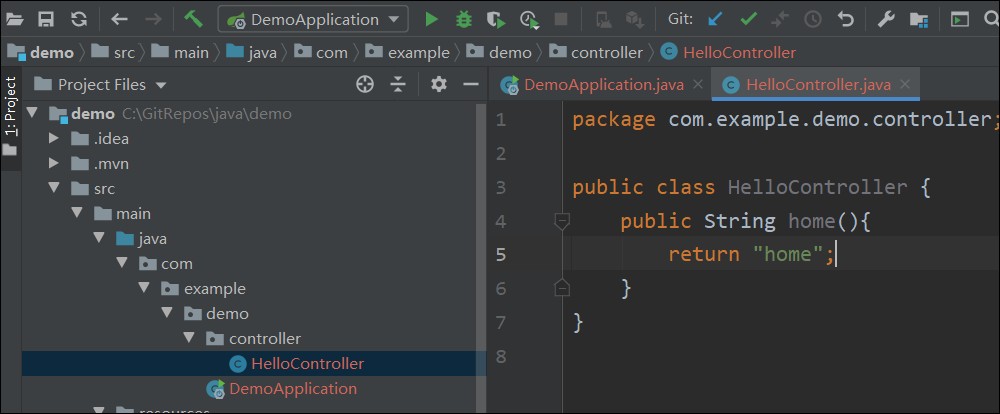 DemoApplication Git:
demo src main java com example demo controller HelloController
1: Project
Project Files
demo C:\GitRepos\java\demo
.idea
.mvn
src
main
java
com
example
demo
controller
HelloController
DemoApplication
resources
DemoApplication.java HelloController.java
1 package com.example.demo.controller;
2
3 public class HelloController {
4 public String home(){
5 return "home";
6 }
7 }
8